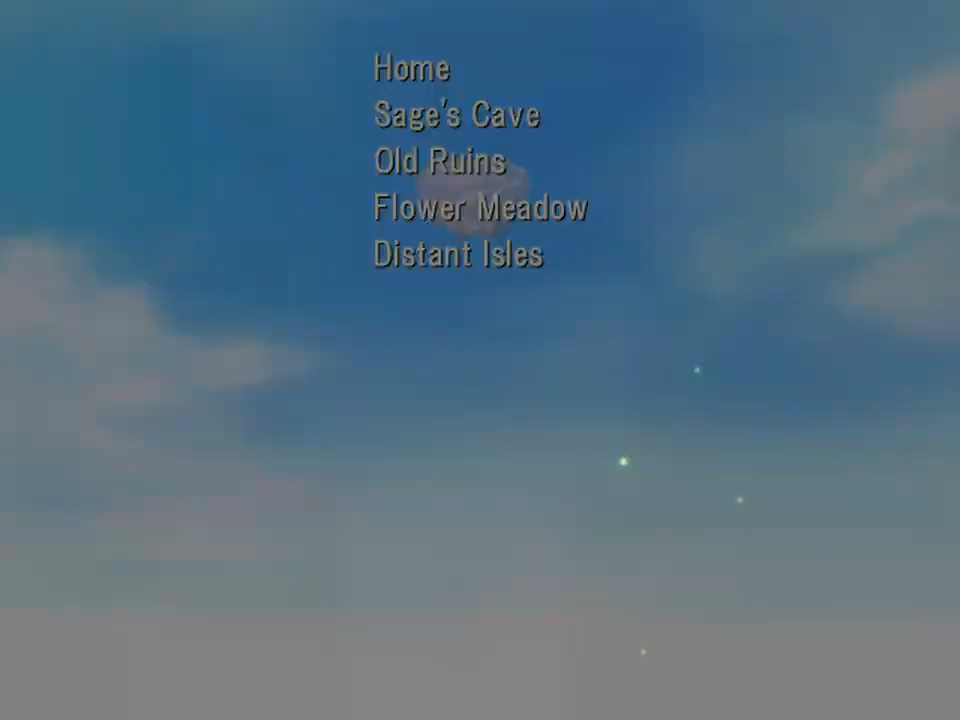 Home
Sage's Cave
Old Ruins
Flower Meadow
Distant Isles